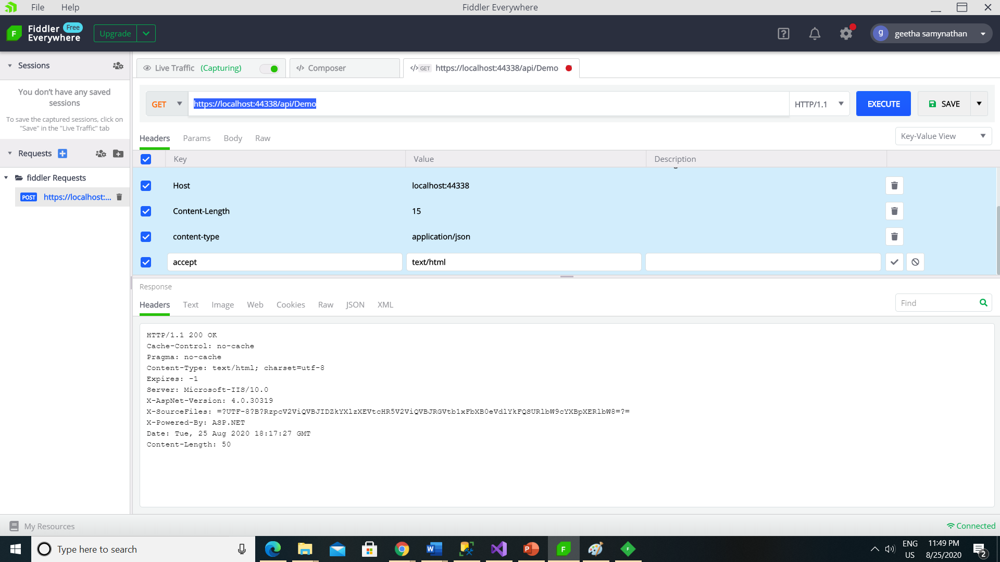 File Help Fiddler Everywhere
Fiddler Everywhere Free Upgrade g geetha samynathan
Sessions
You don't have any saved
sessions
To save the captured sessions, click on
"Save" in the "Live Traffic" tab
Requests
fiddler Requests
POST https://localhost:...
Live Traffic (Capturing) Composer GET https://localhost:44338/api/Demo
GET https://localhost:44338/api/Demo HTTP/1.1 EXECUTE SAVE
Headers Params Body Raw Key-Value View
Key Value Description
Host localhost:44338
Content-Length 15
content-type application/json
accept text/html
Response
Headers Text Image Web Cookies Raw JSON XML Find
HTTP/1.1 200 OK
Cache-Control: no-cache
Pragma: no-cache
Content-Type: text/html; charset=utf-8
Expires: -1
Server: Microsoft-IIS/10.0
X-AspNet-Version: 4.0.30319
X-SourceFiles: =?UTF-8?B?RzpcV2ViQVBJIDZkYXlzXEVtcHR5V2ViQVBJRGVtb1xFbXB0eVdlYkFQSURlbW9cYXBpXERlbW8=?=
X-Powered-By: ASP.NET
Date: Tue, 25 Aug 2020 18:17:27 GMT
Content-Length: 50
My Resources Connected
Type here to search ENG 11:49 PM
US 8/25/2020 2